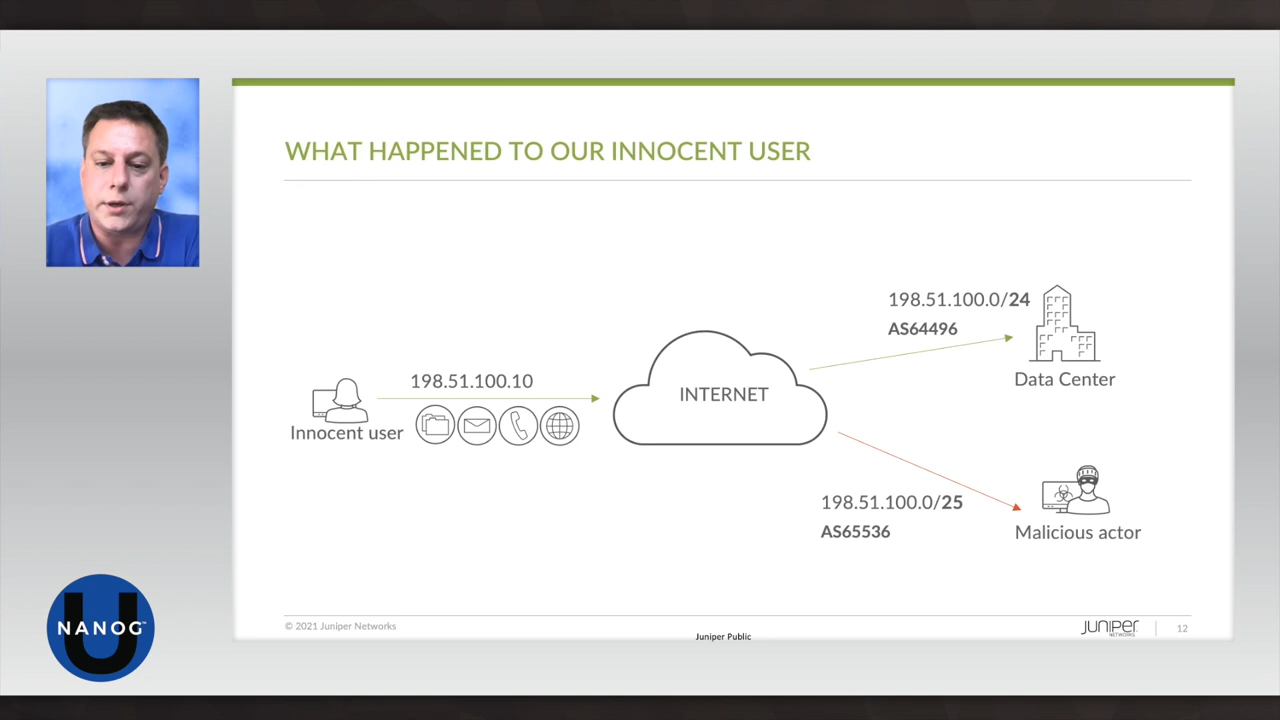 WHAT HAPPENED TO OUR INNOCENT USER
198.51.100.0/24
AS64496
Data Center
198.51.100.10
INTERNET
Innocent user
198.51.100.0/25
AS65536
Malicious actor
© 2021 Juniper Networks
Juniper Public
JUNIPER
NETWORKS
12
U
NANOG™